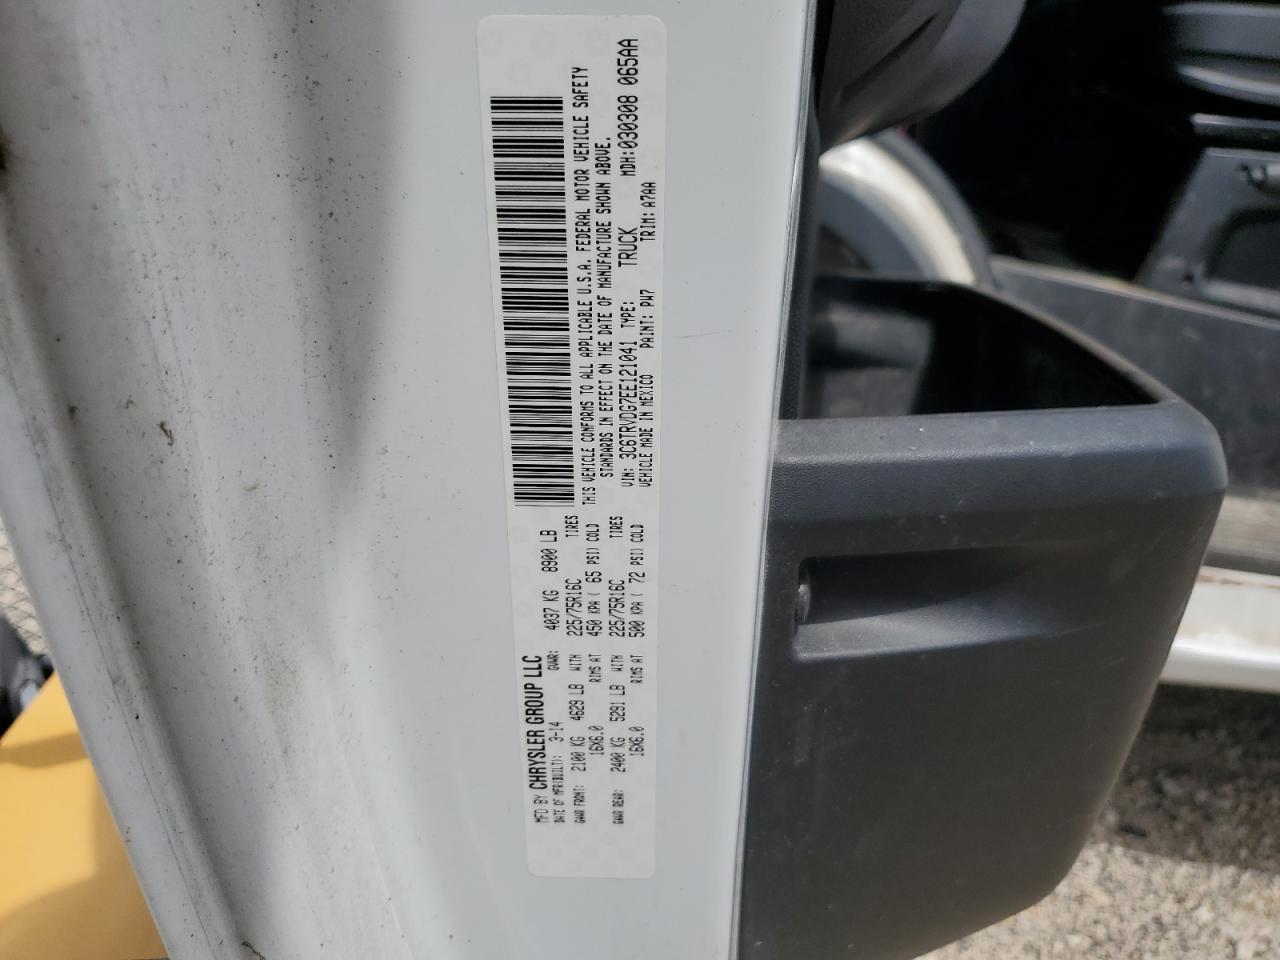 MFD BY CHRYSLER GROUP LLC
DATE OF MFR(BUILT): 3-14 GVWR: 4037 KG 8900 LB
GAWR FRONT: 2100 KG 4629 LB WITH 225/75R16C TIRES
16X6.0 RIMS AT 450 KPA ( 65 PSI) COLD
GAWR REAR: 2400 KG 5291 LB WITH 225/75R16C TIRES
16X6.0 RIMS AT 500 KPA ( 72 PSI) COLD
THIS VEHICLE CONFORMS TO ALL APPLICABLE U.S.A. FEDERAL MOTOR VEHICLE SAFETY
STANDARDS IN EFFECT ON THE DATE OF MANUFACTURE SHOWN ABOVE.
VIN: 3C6TRVDG7EE121041 TYPE: TRUCK MDH:030308 065AA
VEHICLE MADE IN MEXICO PAINT: PW7 TRIM: A7AA